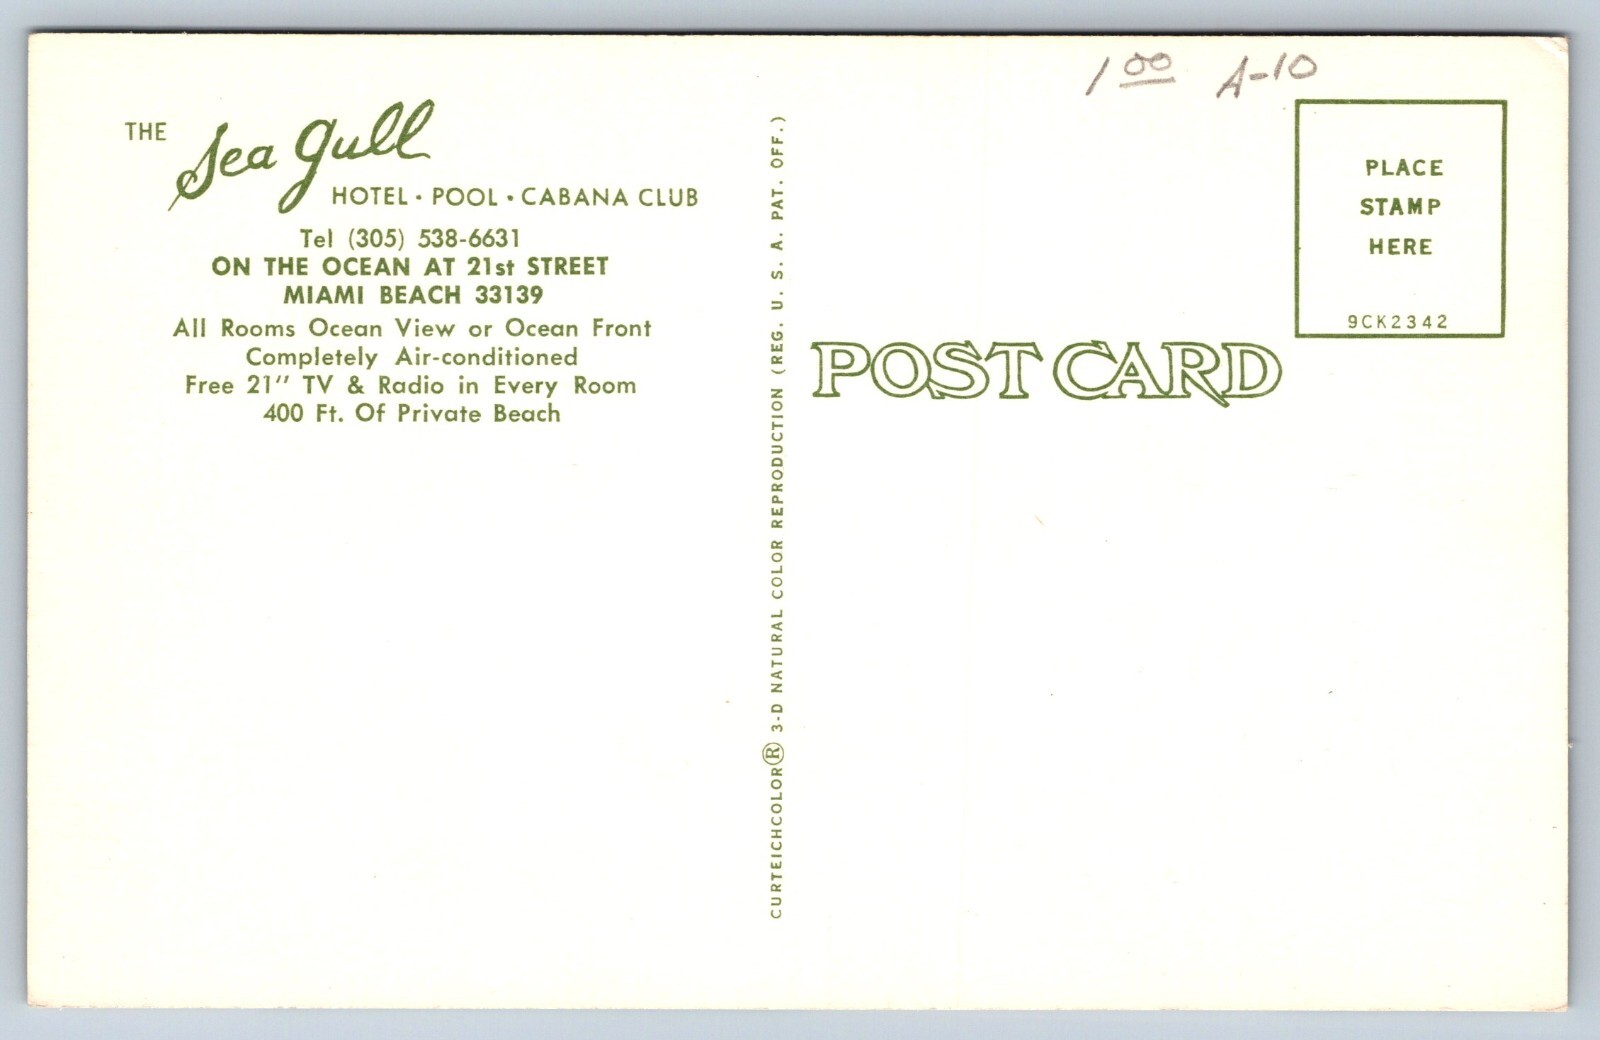 THE Sea Gull
HOTEL · POOL · CABANA CLUB
Tel (305) 538-6631
ON THE OCEAN AT 21st STREET
MIAMI BEACH 33139
All Rooms Ocean View or Ocean Front
Completely Air-conditioned
Free 21″ TV & Radio in Every Room
400 Ft. Of Private Beach
CURTEICHCOLOR® 3-D NATURAL COLOR REPRODUCTION (REG. U. S. A. PAT. OFF.)
1 00 A-10
PLACE
STAMP
HERE
9CK2342
POST CARD